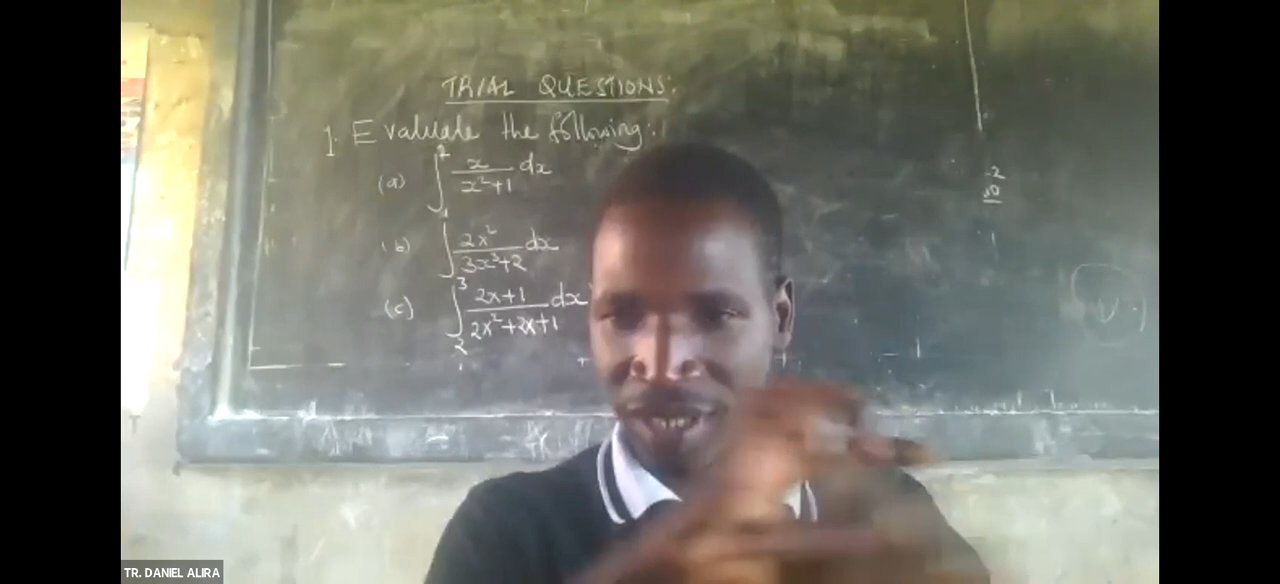 TRIAL QUESTIONS:
1. Evaluate the following:
(a) ∫₁² x/(x²+1) dx
(b) ∫ 2x²/(3x³+2) dx
(c) ∫₂³ (2x+1)/(2x²+2x+1) dx
-2
TR. DANIEL ALIRA